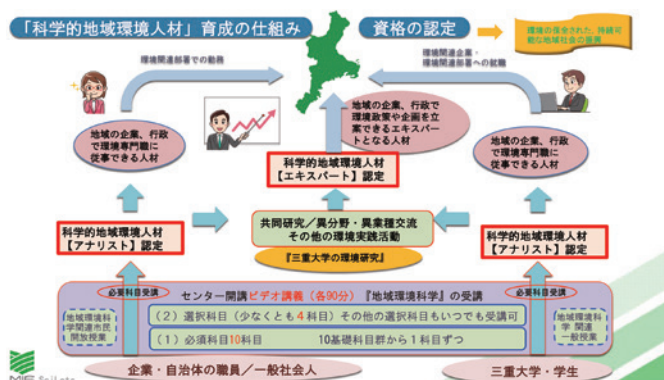 「科学的地域環境人材」育成の仕組み
資格の認定
環境の保全された、持続可
能な地域社会の振興
環境関連部署での勤務
環境関連企業・
環境関連部署への就職
地域の企業、行政
で環境専門職に
従事できる人材
地域の企業、行政で
環境政策や企画を立
案できるエキスパー
トとなる人材
地域の企業、行政
で環境専門職に
従事できる人材
科学的地域環境人材
【エキスパート】認定
科学的地域環境人材
【アナリスト】認定
共同研究／異分野・異業種交流
その他の環境実践活動
『三重大学の環境研究』
科学的地域環境人材
【アナリスト】認定
必要科目受講
センター開講ビデオ講義（各90分）『地域環境科学』の受講
必要科目受講
地域環境科
学関連市民
開放授業
（２）選択科目（少なくとも４科目）その他の選択科目もいつでも受講可
（１）必須科目10科目　10基礎科目群から１科目ずつ
地域環境科
学 関連
一般授業
企業・自治体の職員／一般社会人
三重大学・学生